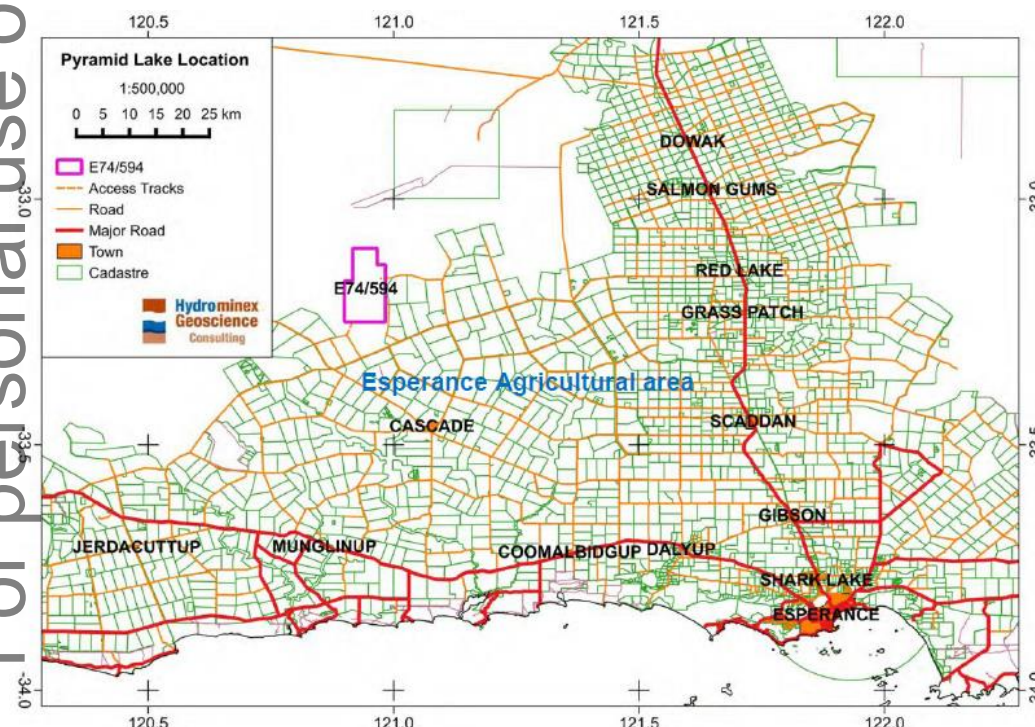 For personal use o
120.5 121.0 121.5 122.0
Pyramid Lake Location
1:500,000
0 5 10 15 20 25 km
E74/594
Access Tracks
Road
Major Road
Town
Cadastre
Hydrominex
Geoscience
Consulting
-33.0
DOWAK
SALMON GUMS
RED LAKE
E74/594
GRASS PATCH
Esperance Agricultural area
CASCADE
SCADDAN
GIBSON
JERDACUTTUP
MUNGLINUP
COOMALBIDGUP
DALYUP
SHARK LAKE
ESPERANCE
-34.0
120.5 121.0 121.5 122.0